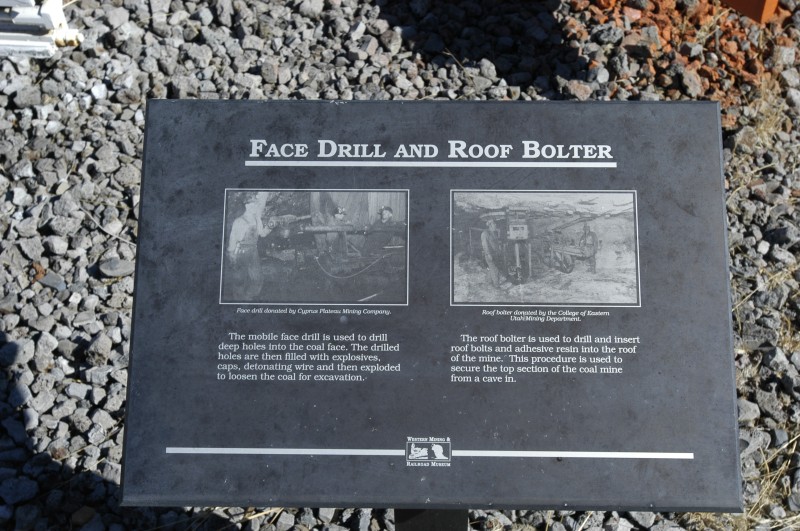 FACE DRILL AND ROOF BOLTER
Face drill donated by Cyprus Plateau Mining Company.
The mobile face drill is used to drill
deep holes into the coal face. The drilled
holes are then filled with explosives,
caps, detonating wire and then exploded
to loosen the coal for excavation.
Roof bolter donated by the College of Eastern
Utah Mining Department.
The roof bolter is used to drill and insert
roof bolts and adhesive resin into the roof
of the mine. This procedure is used to
secure the top section of the coal mine
from a cave in.
WESTERN MINING &
RAILROAD MUSEUM